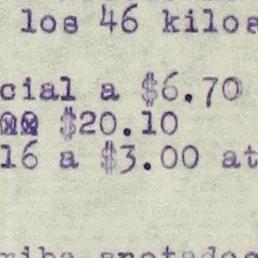 los 46 kilos
cial a $6.70
$20.10
16 a $3.00 at